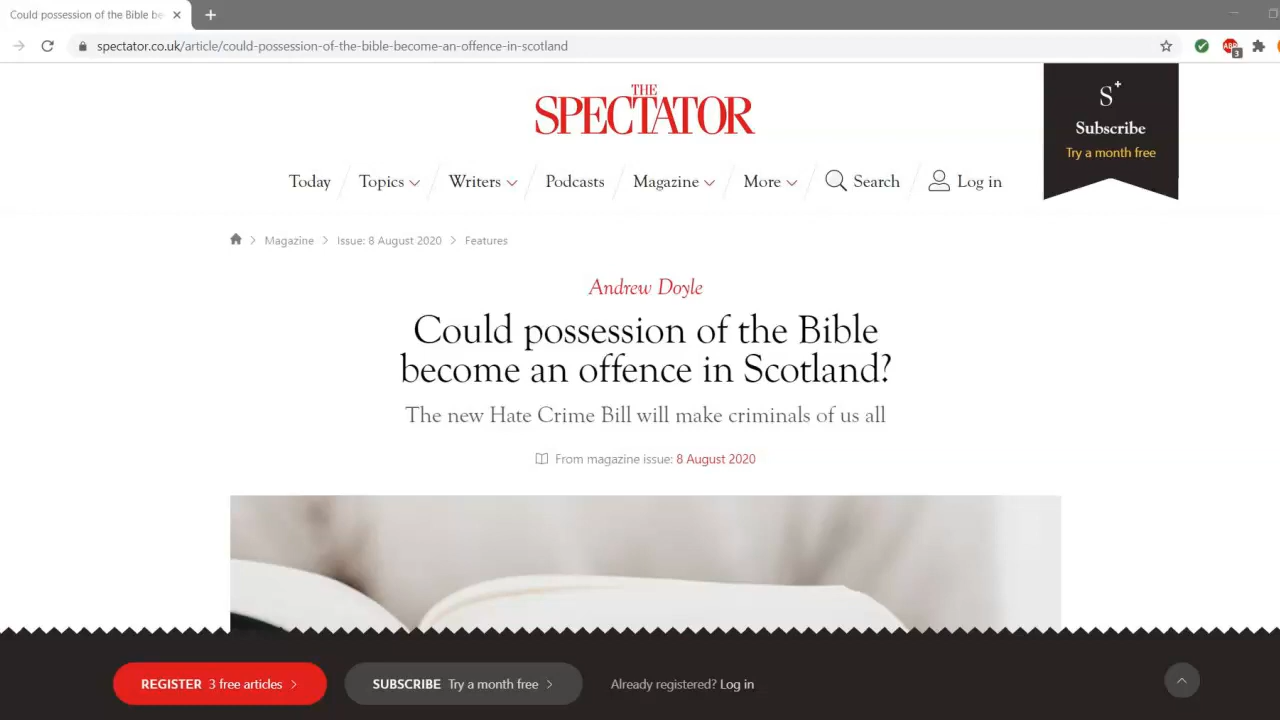 Could possession of the Bible be
spectator.co.uk/article/could-possession-of-the-bible-become-an-offence-in-scotland
ABP
3
THE
SPECTATOR
S+
Subscribe
Try a month free
Today
Topics
Writers
Podcasts
Magazine
More
Search
Log in
Magazine
Issue: 8 August 2020
Features
Andrew Doyle
Could possession of the Bible
become an offence in Scotland?
The new Hate Crime Bill will make criminals of us all
From magazine issue: 8 August 2020
REGISTER 3 free articles
SUBSCRIBE Try a month free
Already registered? Log in